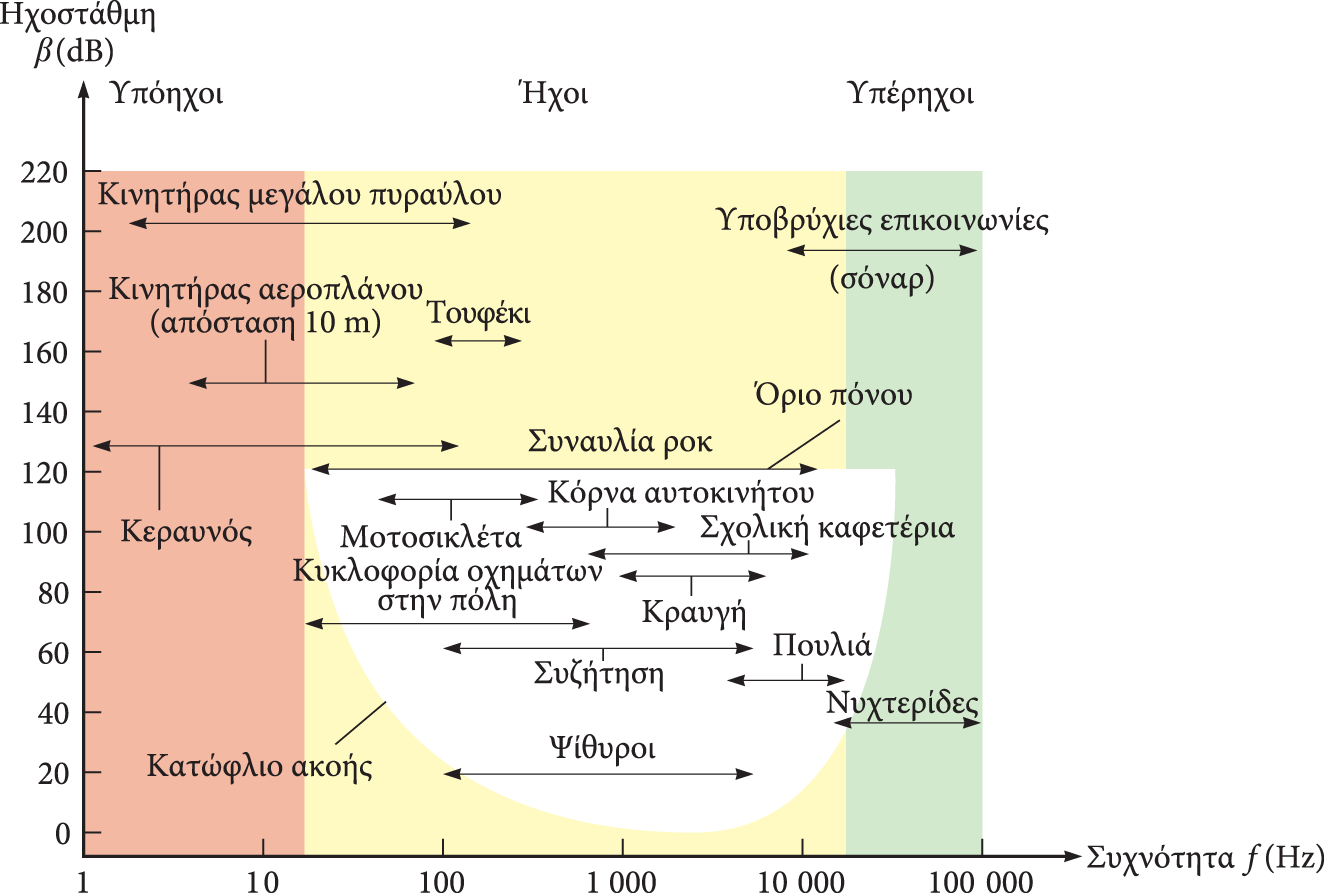 Ηχοστάθμη
β (dB)
Υπόηχοι
Ήχοι
Υπέρηχοι
220
Κινητήρας μεγάλου πυραύλου
200
Υποβρύχιες επικοινωνίες
(σόναρ)
180
Κινητήρας αεροπλάνου
(απόσταση 10 m)
Τουφέκι
160
140
Όριο πόνου
Συναυλία ροκ
120
Κόρνα αυτοκινήτου
Κεραυνός
Μοτοσικλέτα
Σχολική καφετέρια
100
Κυκλοφορία οχημάτων
στην πόλη
80
Κραυγή
60
Συζήτηση
Πουλιά
Νυχτερίδες
40
Κατώφλιο ακοής
Ψίθυροι
20
0
1
10
100
1 000
10 000
100 000
Συχνότητα f (Hz)